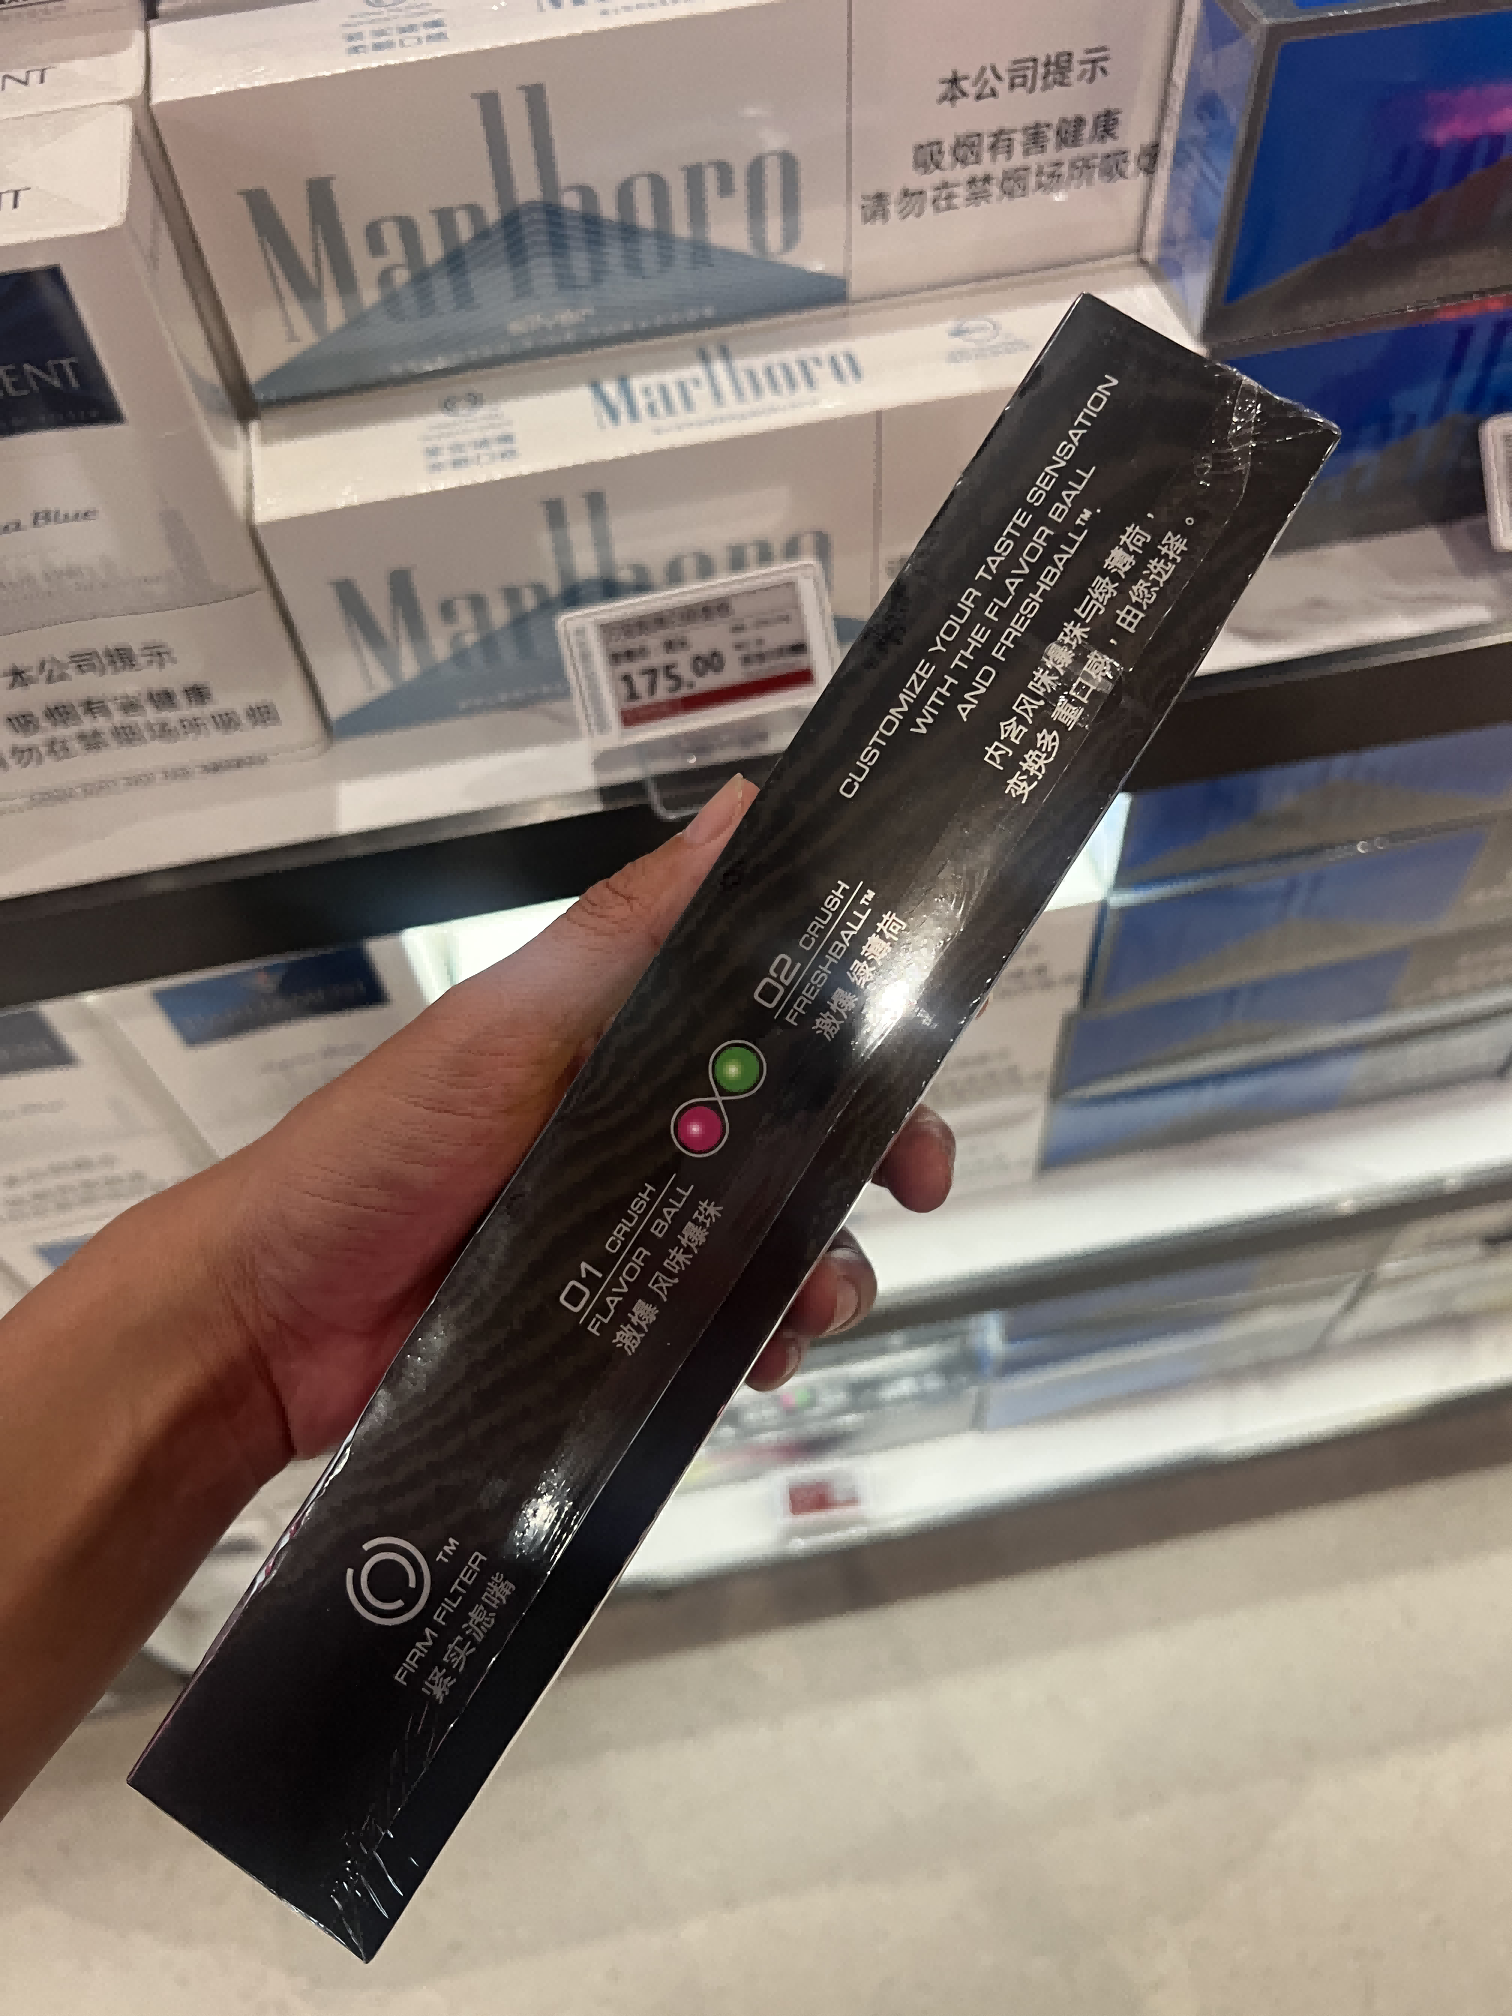 Marlboro
本公司提示
吸烟有害健康
请勿在禁烟场所吸烟
silver
Marlboro
Marlboro
175.00
本公司提示
吸烟有害健康
请勿在禁烟场所吸烟
CUSTOMIZE YOUR TASTE SENSATION
WITH THE FLAVOR BALL
AND FRESHBALL™.
内含风味爆珠与绿薄荷，
变换多重口感，由您选择。
02 CRUSH
FRESHBALL™
激爆 绿薄荷
01 CRUSH
FLAVOR BALL
激爆 风味爆珠
TM
FIRM FILTER
紧实滤嘴